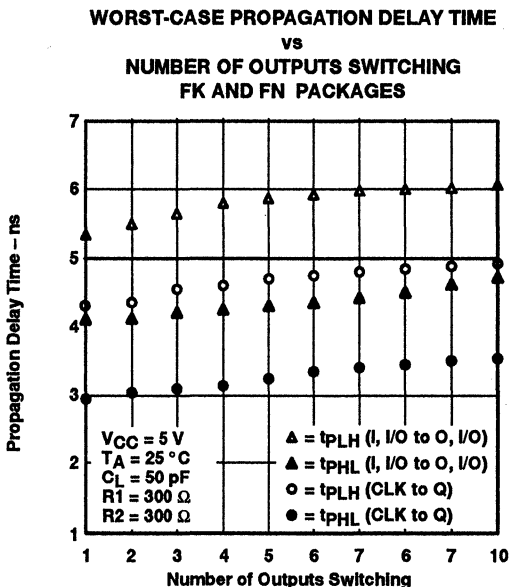 WORST-CASE PROPAGATION DELAY TIME
vs
NUMBER OF OUTPUTS SWITCHING
FK AND FN PACKAGES
Propagation Delay Time – ns
7
6
5
4
3
2
1
VCC = 5 V
TA = 25 °C
CL = 50 pF
R1 = 300 Ω
R2 = 300 Ω
△ = tPLH (I, I/O to O, I/O)
▲ = tPHL (I, I/O to O, I/O)
○ = tPLH (CLK to Q)
● = tPHL (CLK to Q)
1 2 3 4 5 6 7 6 7 10
Number of Outputs Switching